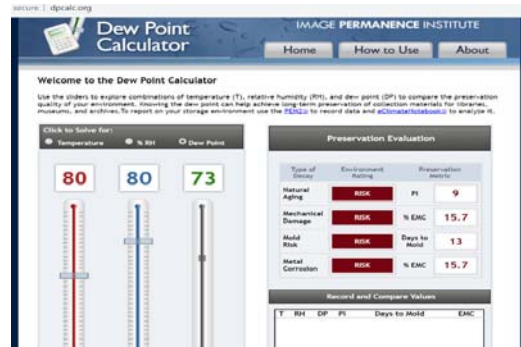 secure | dpcalc.org
Dew Point
Calculator
IMAGE PERMANENCE INSTITUTE
Home How to Use About
Welcome to the Dew Point Calculator
Use the sliders to explore combinations of temperature (T), relative humidity (RH), and dew point (DP) to compare the preservation
quality of your environment. Knowing the dew point can help achieve long-term preservation of collection materials for libraries,
museums, and archives. To report on your storage environment use the PEM2® to record data and eClimateNotebook® to analyze it.
Click to Solve for:
Temperature % RH Dew Point
80 80 73
Preservation Evaluation
Type of Decay Environment Rating Preservation Metric
Natural Aging RISK PI 9
Mechanical Damage RISK % EMC 15.7
Mold Risk RISK Days to Mold 13
Metal Corrosion RISK % EMC 15.7
Record and Compare Values
T RH DP PI Days to Mold EMC